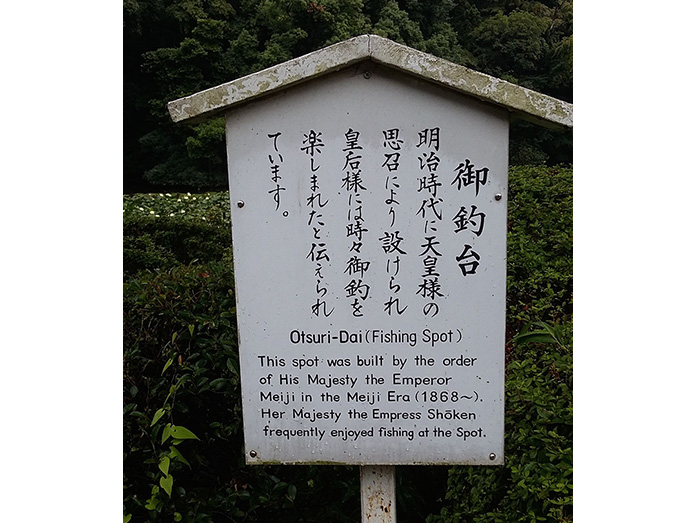 御釣台
明治時代に天皇様の
思召により設けられ
皇后様には時々御釣を
楽しまれたと伝えられ
ています。
Otsuri-Dai(Fishing Spot)
This spot was built by the order
of His Majesty the Emperor
Meiji in the Meiji Era (1868～).
Her Majesty the Empress Shōken
frequently enjoyed fishing at the Spot.